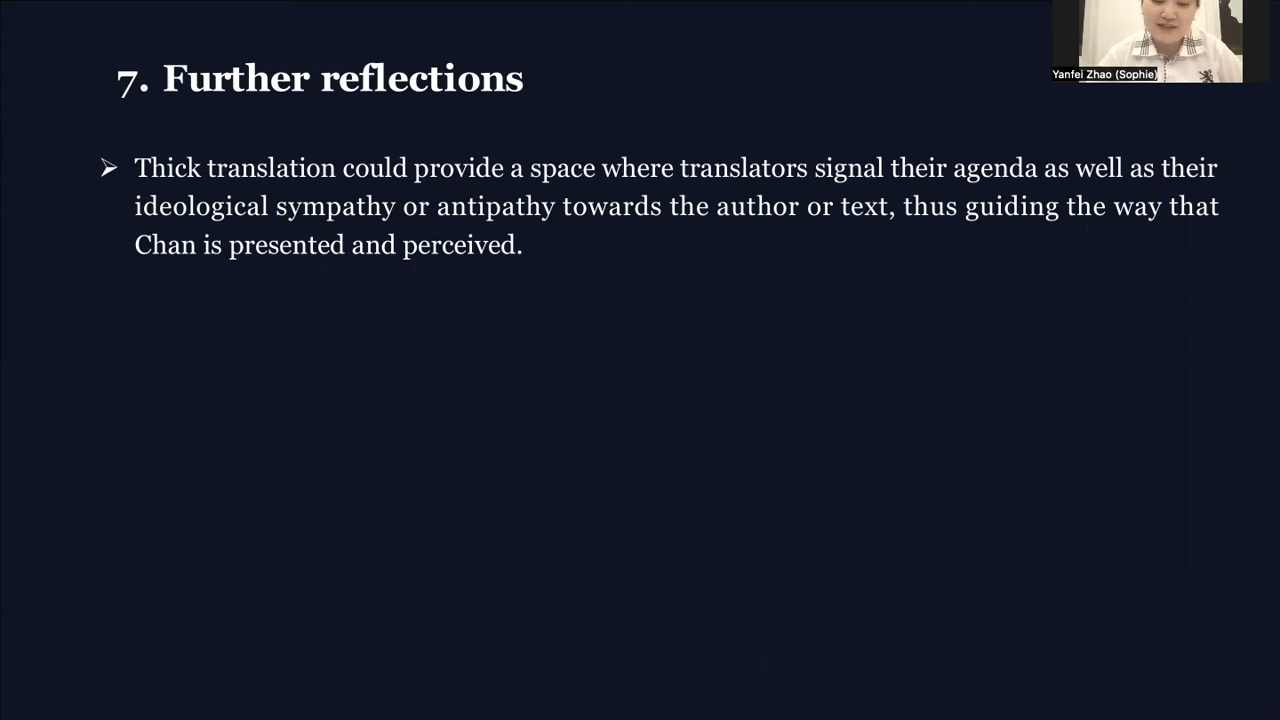 Yanfei Zhao (Sophie)
7. Further reflections
➢ Thick translation could provide a space where translators signal their agenda as well as their
ideological sympathy or antipathy towards the author or text, thus guiding the way that
Chan is presented and perceived.